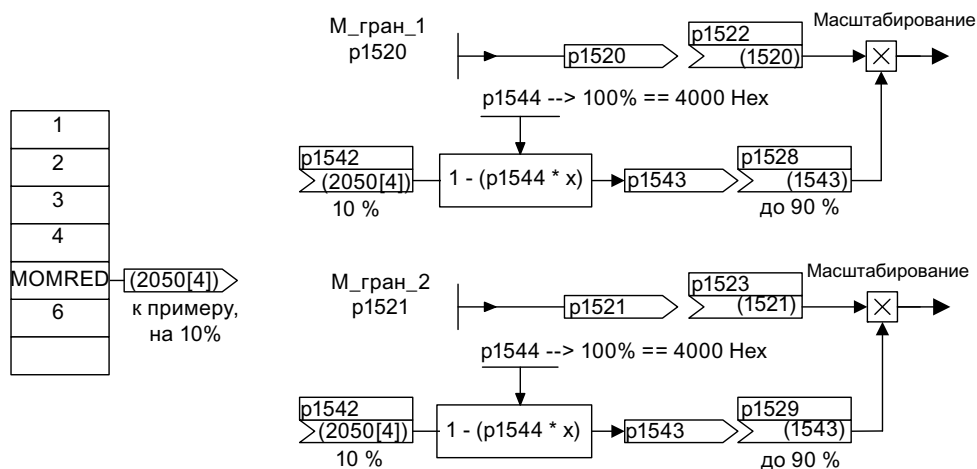 1
2
3
4
MOMRED
6
(2050[4])
к примеру,
на 10%
М_гран_1
p1520
p1520
p1522
(1520)
Масштабирование
p1544 --> 100% == 4000 Hex
p1542
(2050[4])
10 %
1 - (p1544 * x)
p1543
p1528
(1543)
до 90 %
М_гран_2
p1521
p1521
p1523
(1521)
Масштабирование
p1544 --> 100% == 4000 Hex
p1542
(2050[4])
10 %
1 - (p1544 * x)
p1543
p1529
(1543)
до 90 %